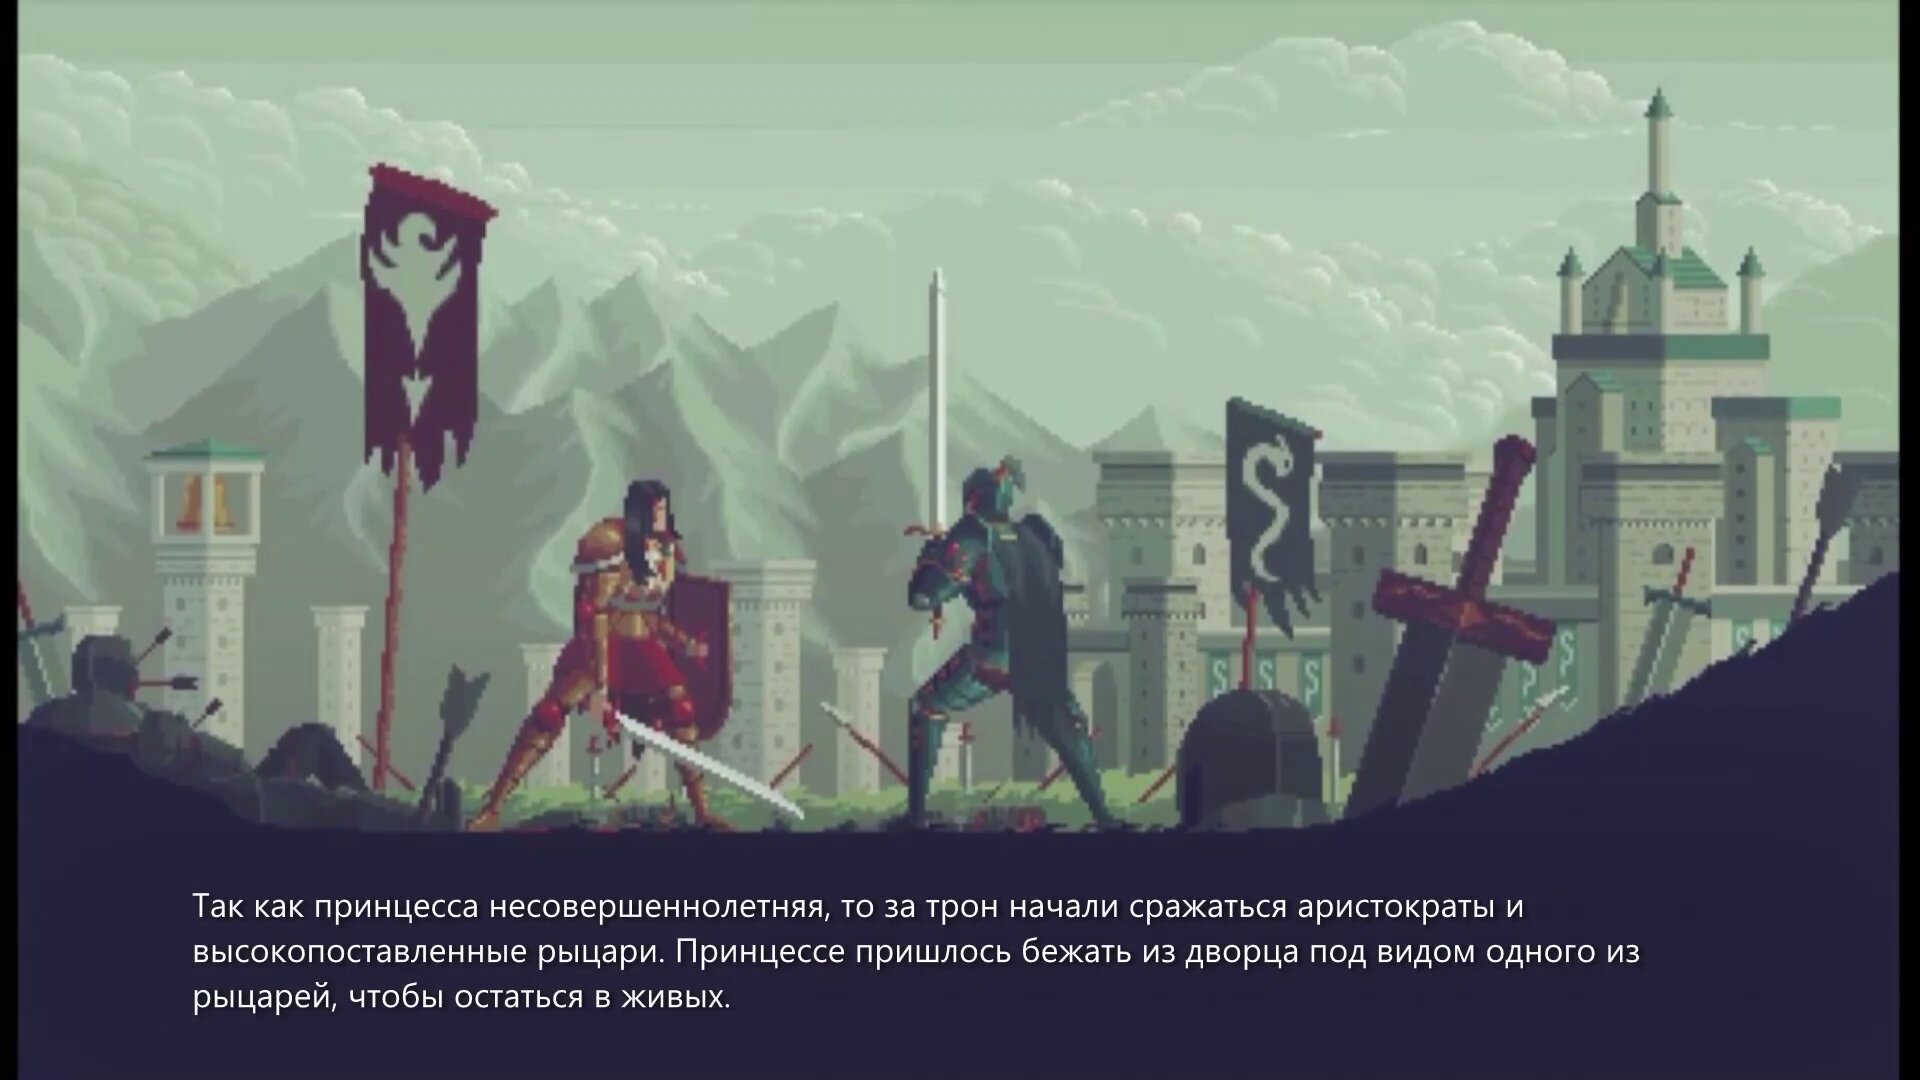 Так как принцесса несовершеннолетняя, то за трон начали сражаться аристократы и
высокопоставленные рыцари. Принцессе пришлось бежать из дворца под видом одного из
рыцарей, чтобы остаться в живых.